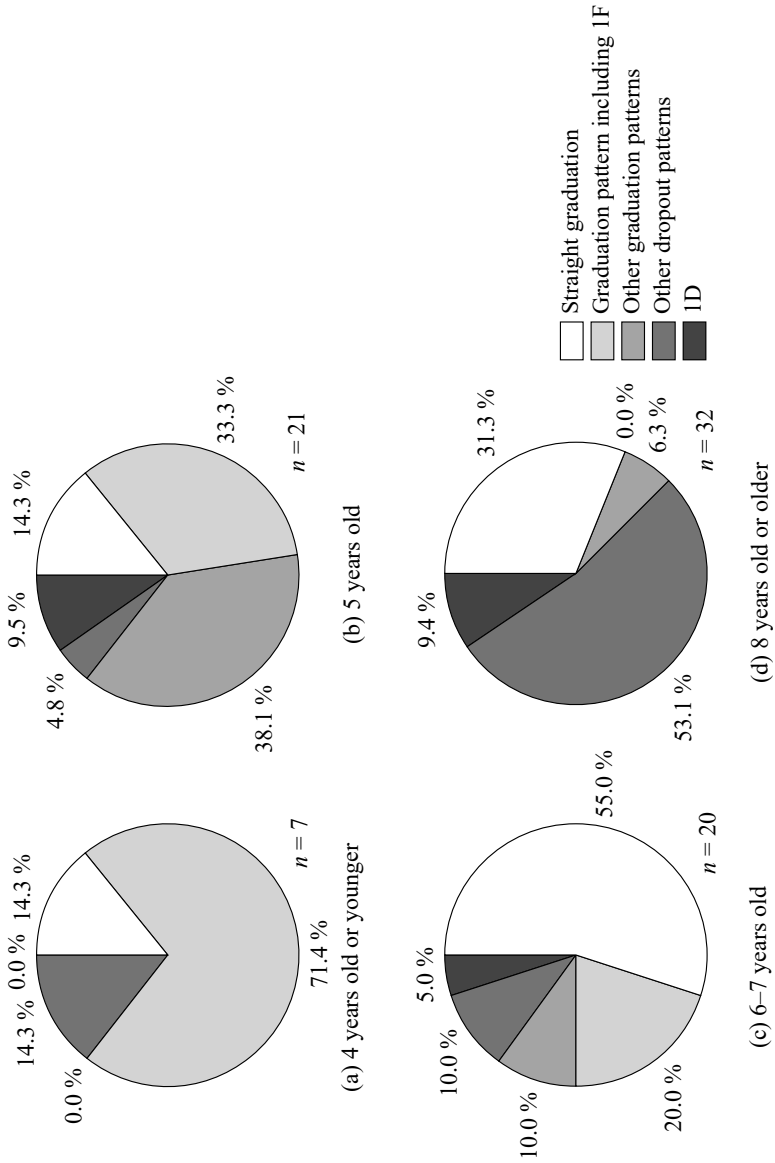 14.3 %
0.0 %
14.3 %
0.0 %
71.4 %
n = 7
(a) 4 years old or younger
9.5 %
14.3 %
4.8 %
33.3 %
38.1 %
n = 21
(b) 5 years old
5.0 %
10.0 %
55.0 %
10.0 %
20.0 %
n = 20
(c) 6–7 years old
9.4 %
31.3 %
0.0 %
6.3 %
53.1 %
n = 32
(d) 8 years old or older
Straight graduation
Graduation pattern including 1F
Other graduation patterns
Other dropout patterns
1D